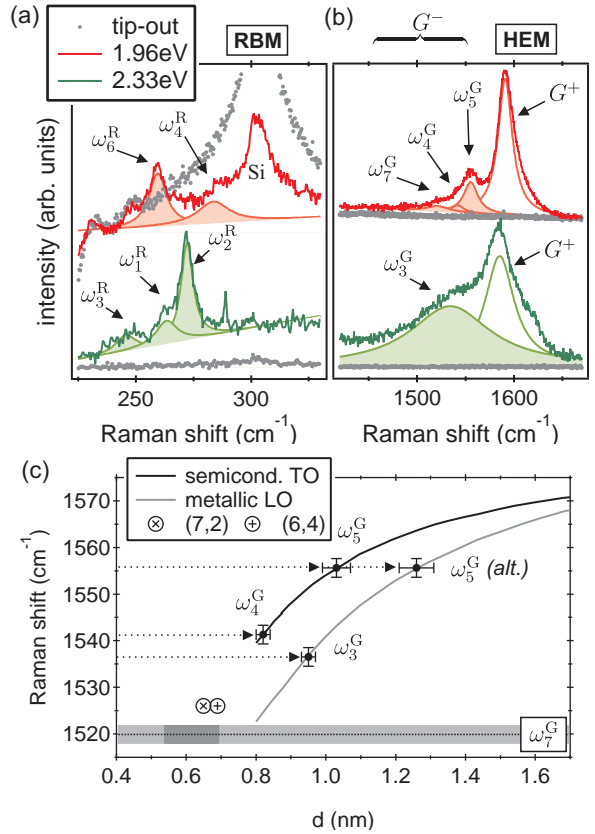 (a)
tip-out
1.96eV
2.33eV
RBM
ω₆ᴿ
ω₄ᴿ
Si
ω₃ᴿ
ω₁ᴿ
ω₂ᴿ
intensity (arb. units)
250
300
Raman shift (cm⁻¹)
(b)
G⁻
HEM
ω₇ᴳ
ω₄ᴳ
ω₅ᴳ
G⁺
ω₃ᴳ
G⁺
1500
1600
Raman shift (cm⁻¹)
(c)
semicond. TO
metallic LO
⊗ (7,2) ⊕ (6,4)
ω₅ᴳ
ω₅ᴳ (alt.)
ω₄ᴳ
ω₃ᴳ
⊗⊕
ω₇ᴳ
Raman shift (cm⁻¹)
1570
1560
1550
1540
1530
1520
0.4 0.6 0.8 1.0 1.2 1.4 1.6
d (nm)